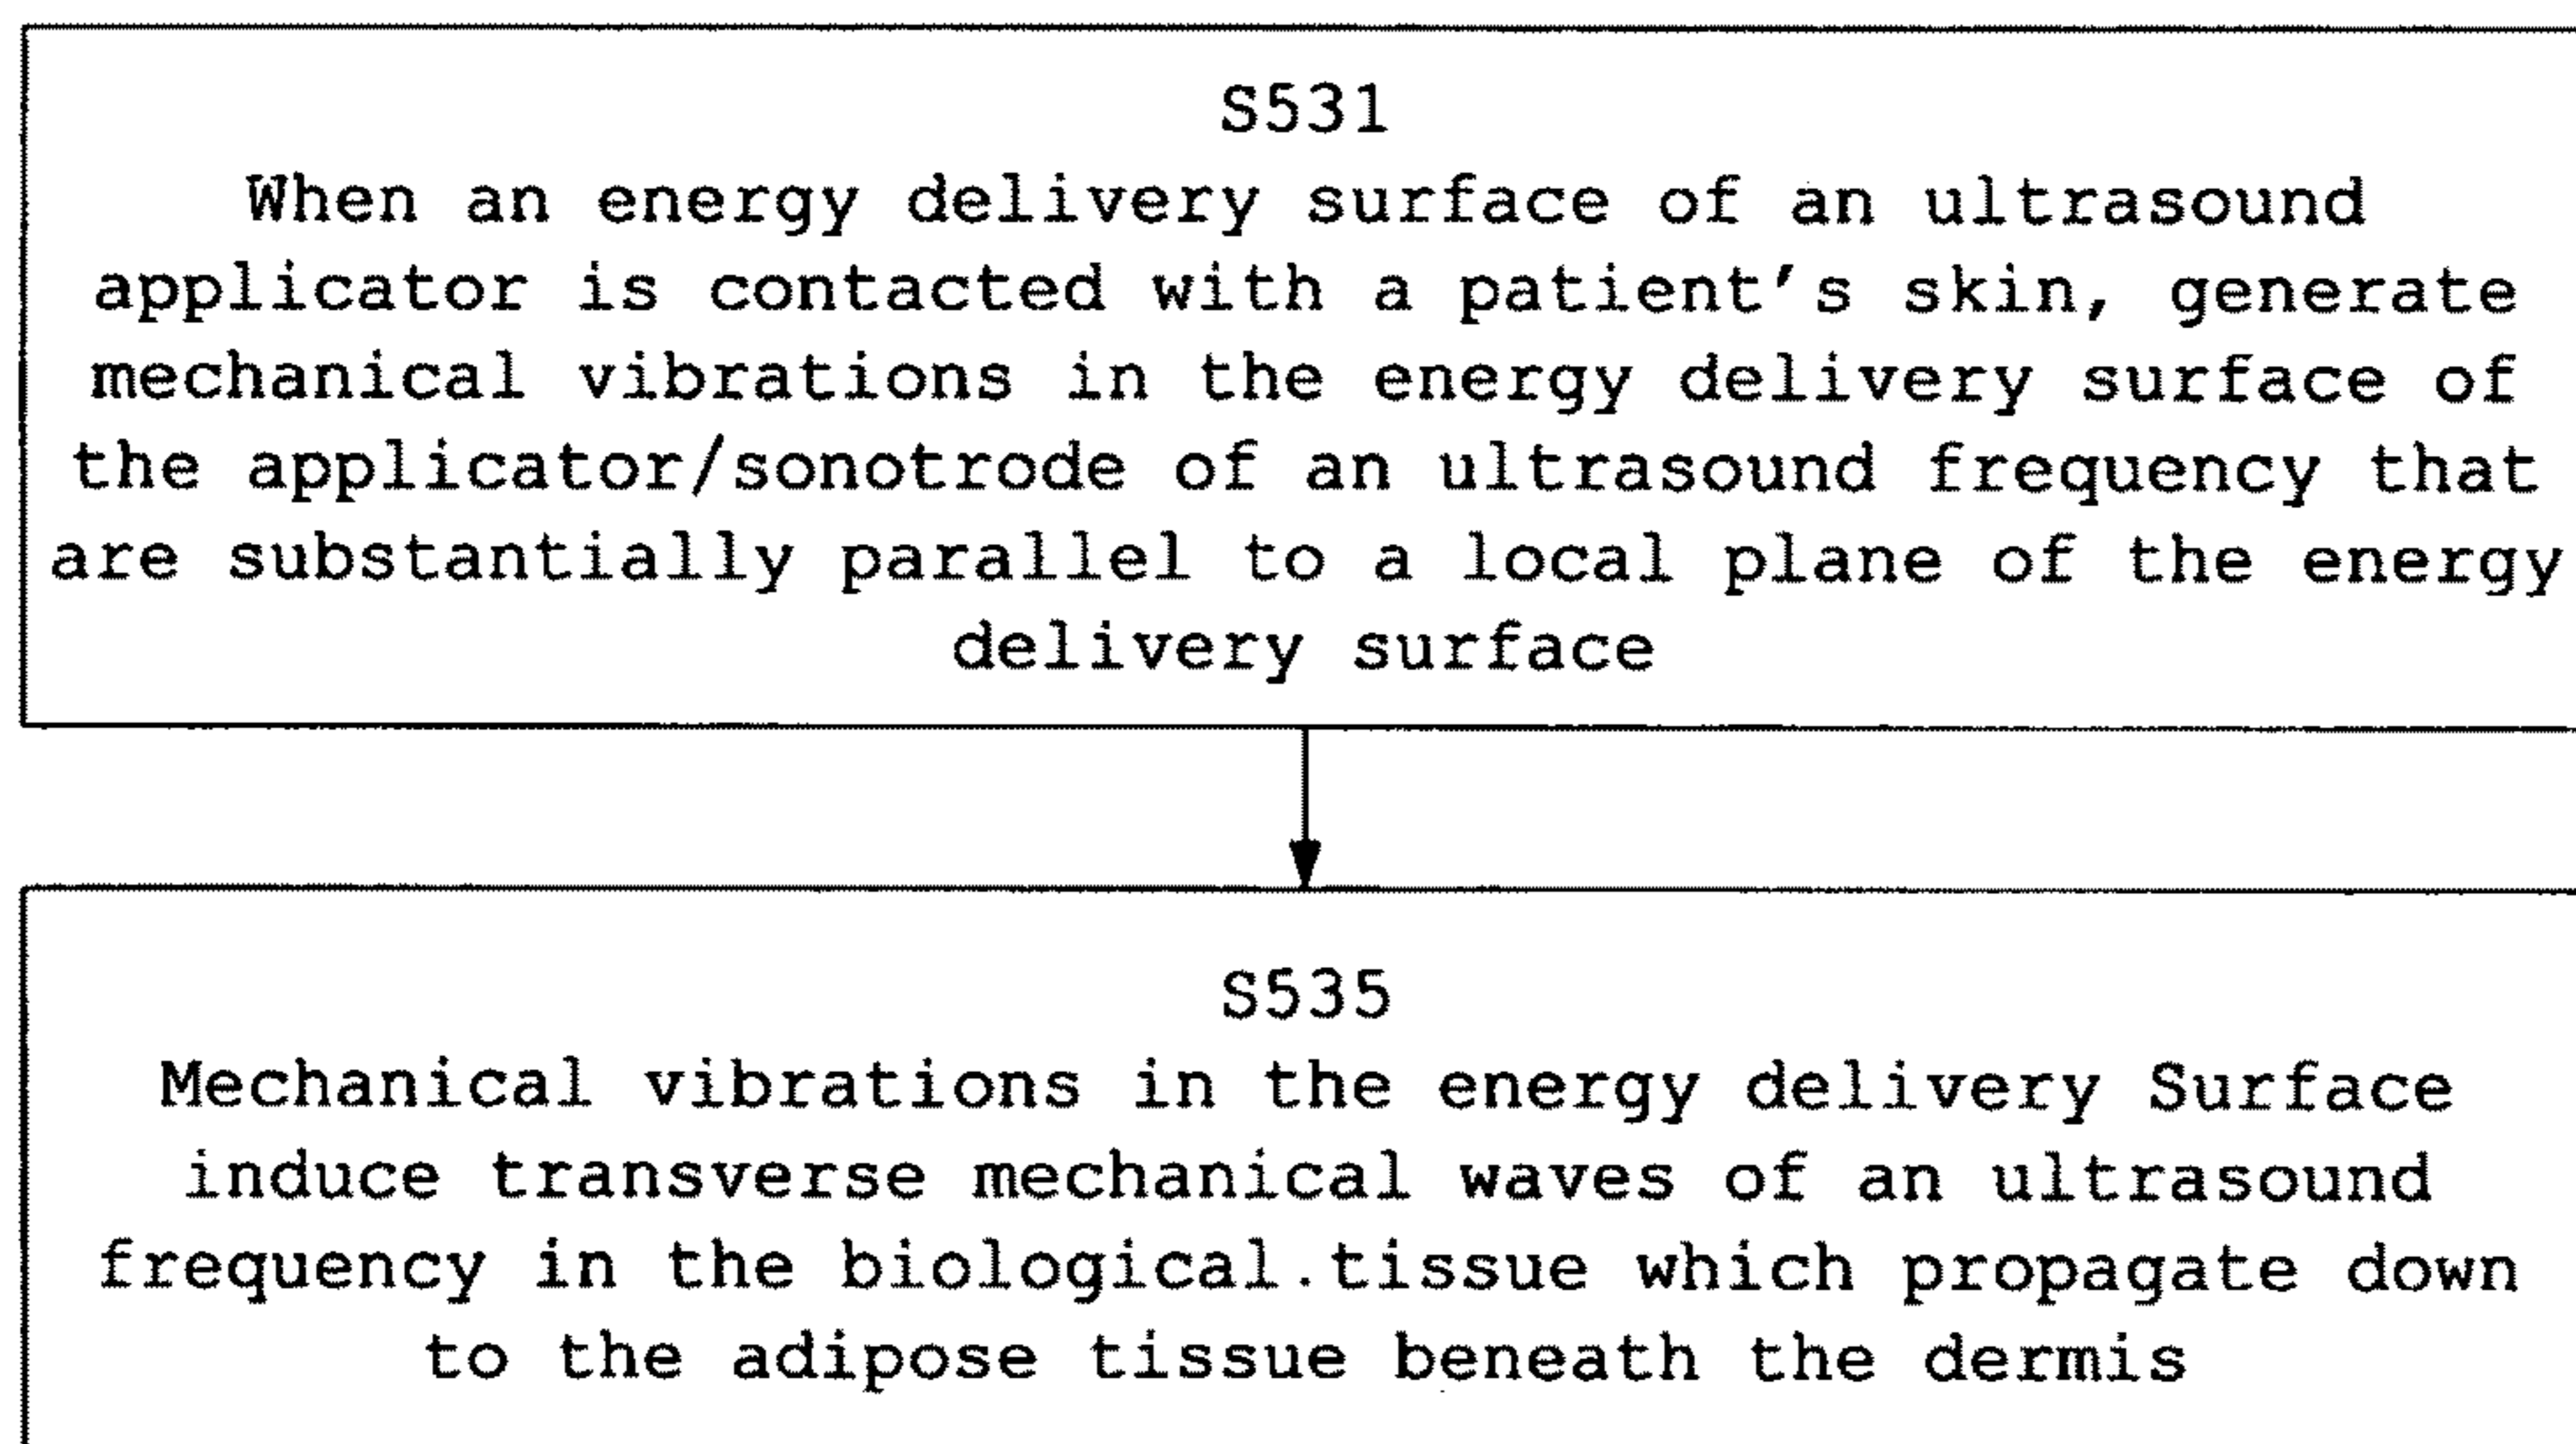 S531
When an energy delivery surface of an ultrasound
applicator is contacted with a patient's skin, generate
mechanical vibrations in the energy delivery surface of
the applicator/sonotrode of an ultrasound frequency that
are substantially parallel to a local plane of the energy
delivery surface
S535
Mechanical vibrations in the energy delivery Surface
induce transverse mechanical waves of an ultrasound
frequency in the biological.tissue which propagate down
to the adipose tissue beneath the dermis